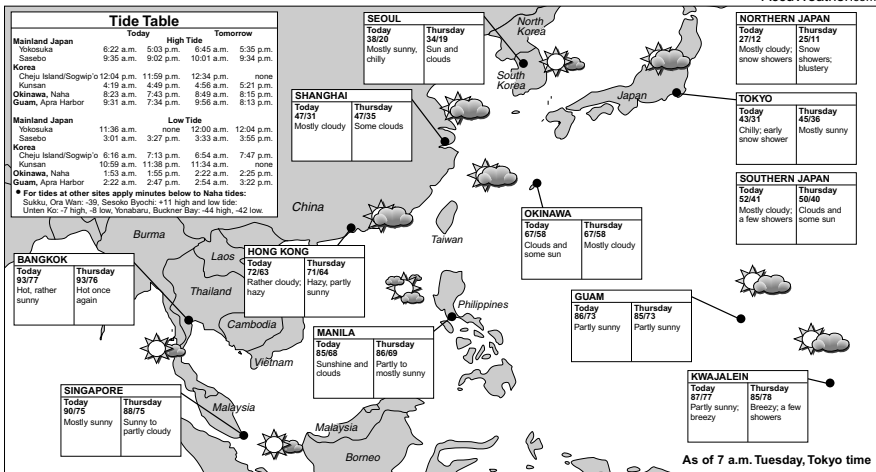 Tide Table
Today Tomorrow
Mainland Japan High Tide
Yokosuka 6:22 a.m. 5:03 p.m. 6:45 a.m. 5:35 p.m.
Sasebo 9:35 a.m. 9:02 p.m. 10:01 a.m. 9:34 p.m.
Korea
Cheju Island/Sogwip'o 12:04 p.m. 11:59 p.m. 12:34 p.m. none
Kunsan 4:19 a.m. 4:49 p.m. 4:56 a.m. 5:21 p.m.
Okinawa, Naha 8:23 a.m. 7:43 p.m. 8:49 a.m. 8:15 p.m.
Guam, Apra Harbor 9:31 a.m. 7:34 p.m. 9:56 a.m. 8:13 p.m.
Mainland Japan Low Tide
Yokosuka 11:36 a.m. none 12:00 a.m. 12:04 p.m.
Sasebo 3:01 a.m. 3:27 p.m. 3:33 a.m. 3:55 p.m.
Korea
Cheju Island/Sogwip'o 6:16 a.m. 7:13 p.m. 6:54 a.m. 7:47 p.m.
Kunsan 10:59 a.m. 11:38 p.m. 11:34 a.m. none
Okinawa, Naha 1:53 a.m. 1:55 p.m. 2:22 a.m. 2:25 p.m.
Guam, Apra Harbor 2:22 a.m. 2:47 p.m. 2:54 a.m. 3:22 p.m.
• For tides at other sites apply minutes below to Naha tides:
Sukku, Ora Wan: -39, Sesoko Byochi: +11 high and low tide:
Unten Ko: -7 high, -8 low, Yonabaru, Buckner Bay: -44 high, -42 low.
SEOUL
Today Thursday
38/20 34/19
Mostly sunny, Sun and
chilly clouds
North
Korea
South
Korea
Japan
NORTHERN JAPAN
Today Thursday
27/12 25/11
Mostly cloudy; Snow
snow showers showers;
blustery
SHANGHAI
Today Thursday
47/31 47/35
Mostly cloudy Some clouds
TOKYO
Today Thursday
43/31 45/36
Chilly; early Mostly sunny
snow shower
SOUTHERN JAPAN
Today Thursday
52/41 50/40
Mostly cloudy; Clouds and
a few showers some sun
China
Taiwan
OKINAWA
Today Thursday
67/58 67/58
Clouds and Mostly cloudy
some sun
Burma
Laos
Thailand
Cambodia
Vietnam
BANGKOK
Today Thursday
93/77 93/76
Hot, rather Hot once
sunny again
HONG KONG
Today Thursday
72/63 71/64
Rather cloudy; Hazy, partly
hazy sunny
Philippines
GUAM
Today Thursday
86/73 85/73
Partly sunny Partly sunny
MANILA
Today Thursday
85/68 86/69
Sunshine and Partly to
clouds mostly sunny
KWAJALEIN
Today Thursday
87/77 85/78
Partly sunny; Breezy; a few
breezy showers
SINGAPORE
Today Thursday
90/75 88/75
Mostly sunny Sunny to
partly cloudy
Malaysia
Malaysia
Borneo
As of 7 a.m. Tuesday, Tokyo time